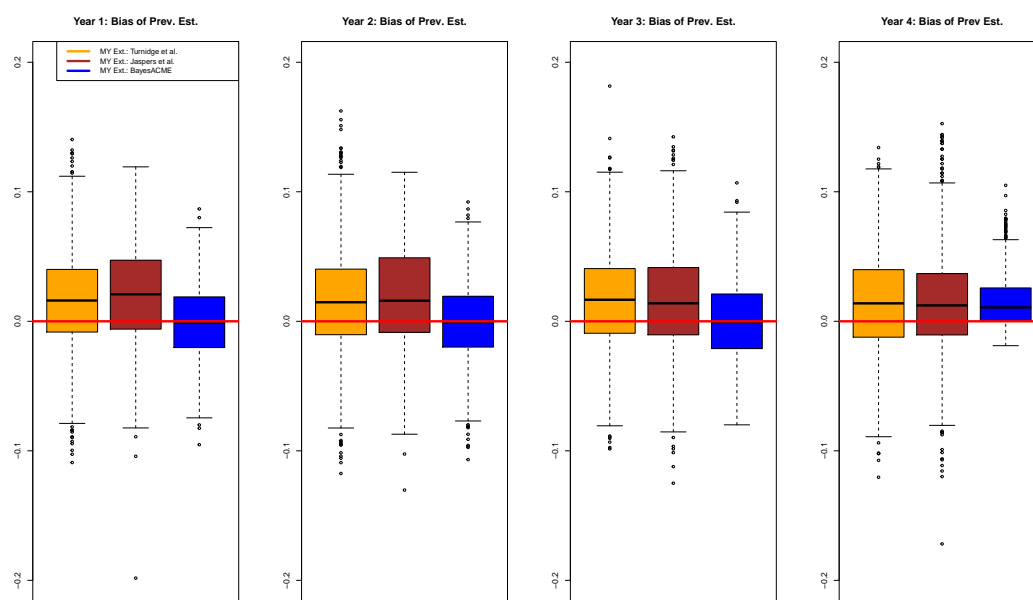 Year 1: Bias of Prev. Est.
0.2
0.1
0.0
-0.1
-0.2
MY Ext.: Turnidge et al.
MY Ext.: Jaspers et al.
MY Ext.: BayesACME
Year 2: Bias of Prev. Est.
0.2
0.1
0.0
-0.1
-0.2
Year 3: Bias of Prev. Est.
0.2
0.1
0.0
-0.1
-0.2
Year 4: Bias of Prev Est.
0.2
0.1
0.0
-0.1
-0.2